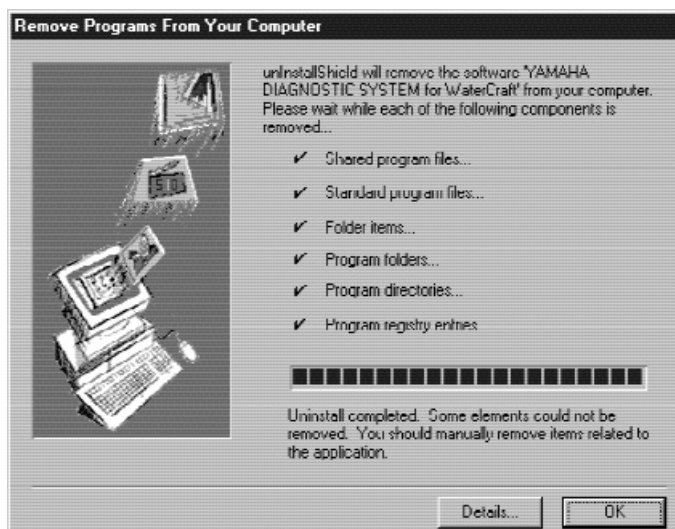 Remove Programs From Your Computer
unInstallShield will remove the software 'YAMAHA
DIAGNOSTIC SYSTEM for WaterCraft' from your computer.
Please wait while each of the following components is
removed...
✔ Shared program files...
✔ Standard program files...
✔ Folder items...
✔ Program folders...
✔ Program directories...
✔ Program registry entries
Uninstall completed. Some elements could not be
removed. You should manually remove items related to
the application.
Details...
OK